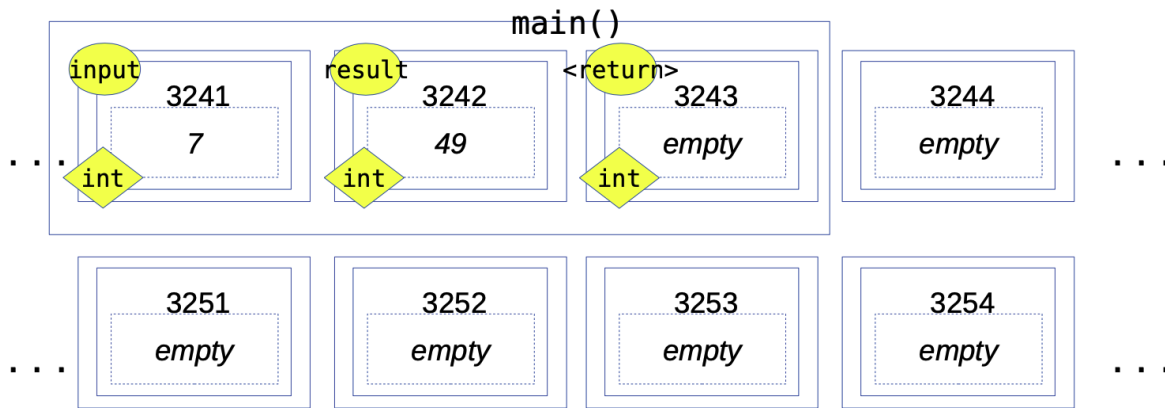 main()
input result <return>
3241 3242 3243 3244
... 7 49 empty empty ...
int int int
3251 3252 3253 3254
... empty empty empty empty ...